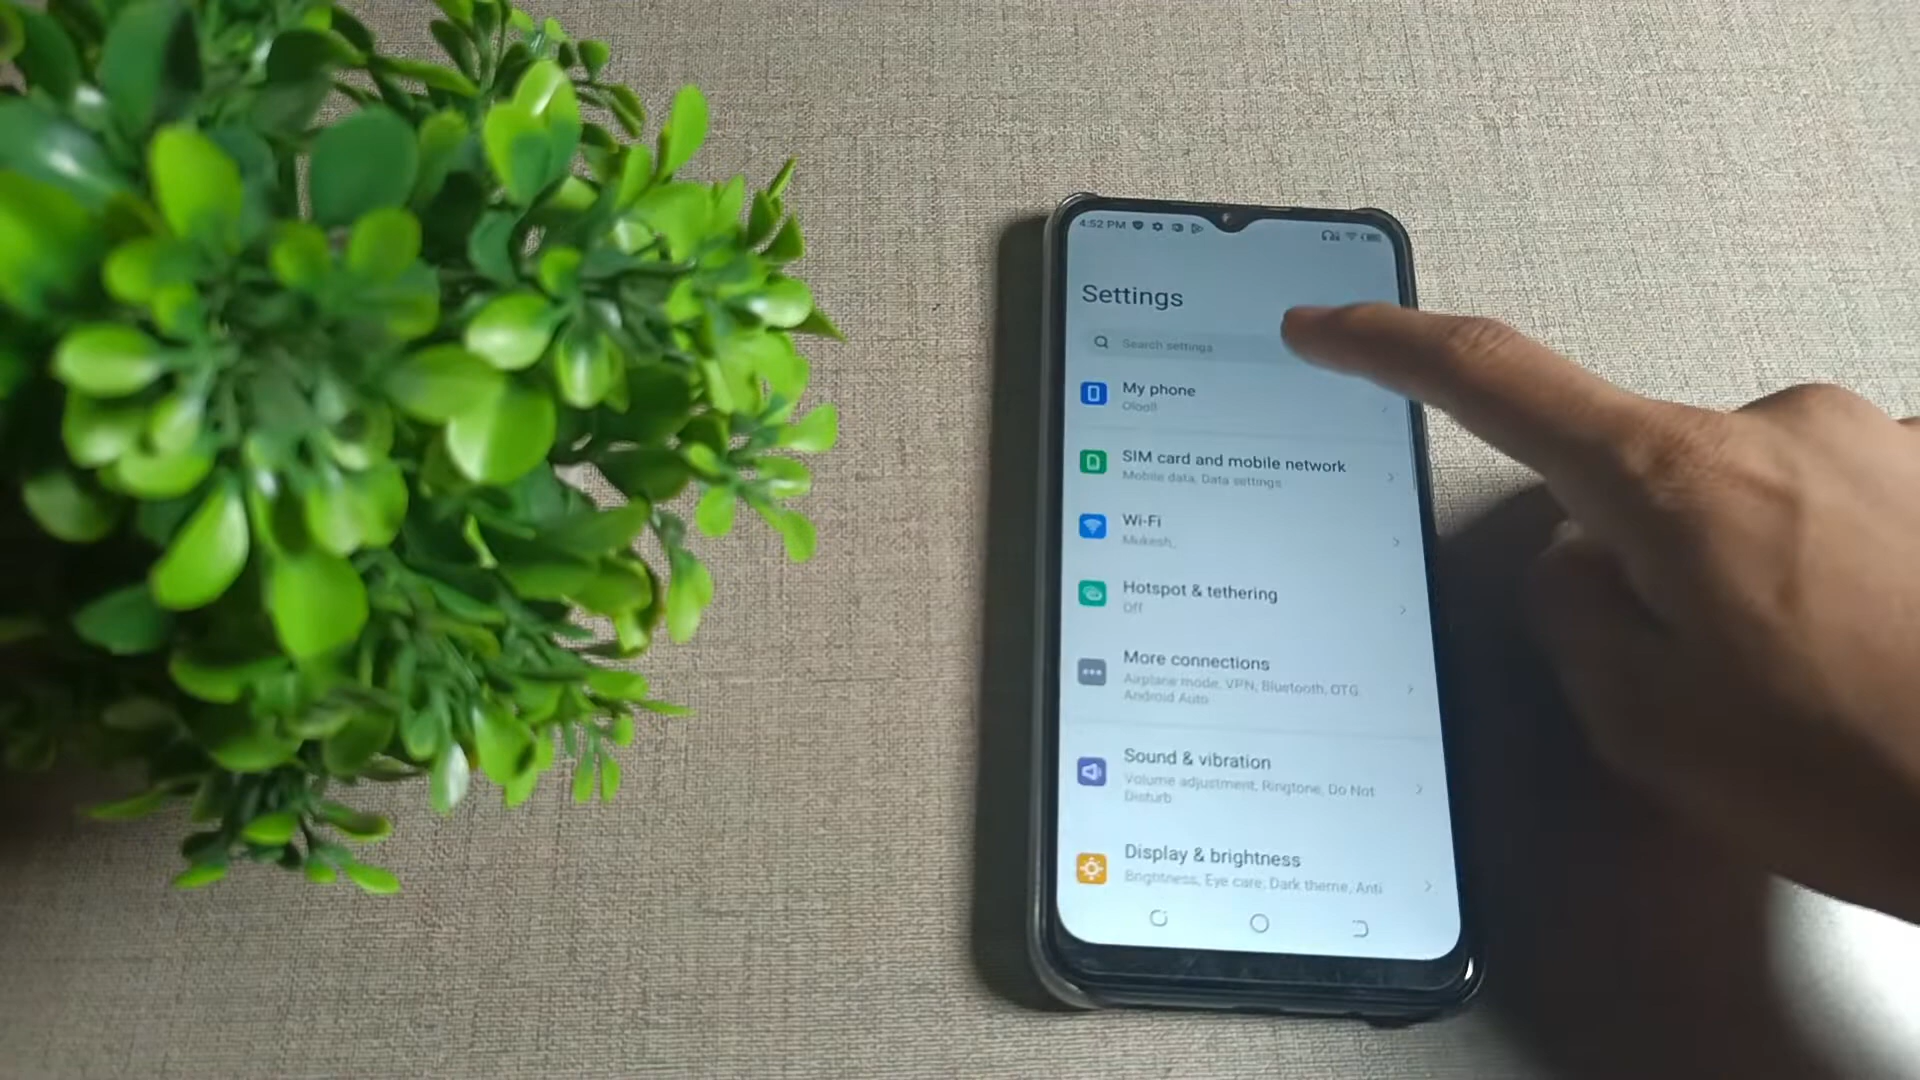 4:52 PM
Settings
Search settings
My phone
SIM card and mobile network
Mobile data, Data settings
Wi-Fi
Mukesh_
Hotspot & tethering
Off
More connections
Airplane mode, VPN, Bluetooth, OTG,
Android Auto
Sound & vibration
Volume adjustment, Ringtone, Do Not
Disturb
Display & brightness
Brightness, Eye care, Dark theme, Anti